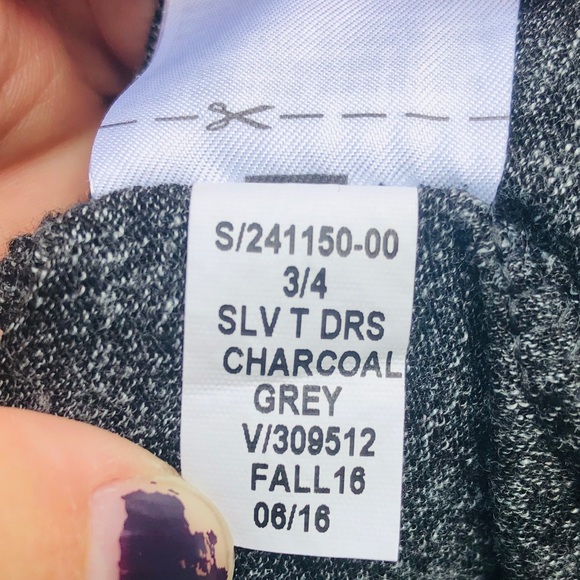 S/241150-00
3/4
SLV T DRS
CHARCOAL
GREY
V/309512
FALL16
06/16